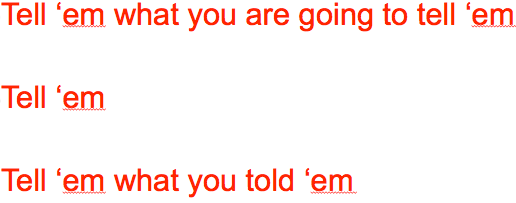 Tell ‘em what you are going to tell ‘em
Tell ‘em
Tell ‘em what you told ‘em